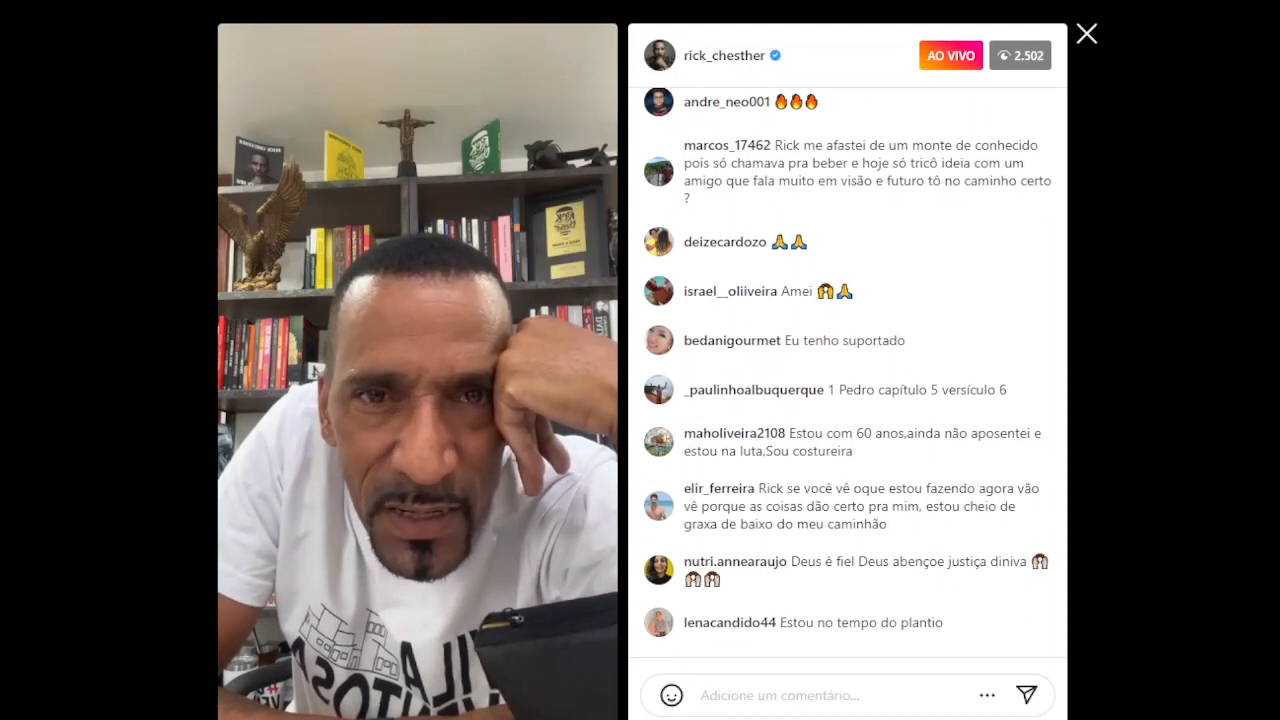 rick_chesther
AO VIVO
2.502
andre_neo001
marcos_17462 Rick me afastei de um monte de conhecido
pois só chamava pra beber e hoje só tricô ideia com um
amigo que fala muito em visão e futuro tô no caminho certo
?
deizecardozo
israel__oliiveira Amei
bedanigourmet Eu tenho suportado
_paulinhoalbuquerque 1 Pedro capítulo 5 versículo 6
maholiveira2108 Estou com 60 anos,ainda não aposentei e
estou na luta,Sou costureira
elir_ferreira Rick se você vê oque estou fazendo agora vão
vê porque as coisas dão certo pra mim, estou cheio de
graxa de baixo do meu caminhão
nutri.annearaujo Deus é fiel Deus abençoe justiça diniva
lenacandido44 Estou no tempo do plantio
Adicione um comentário...